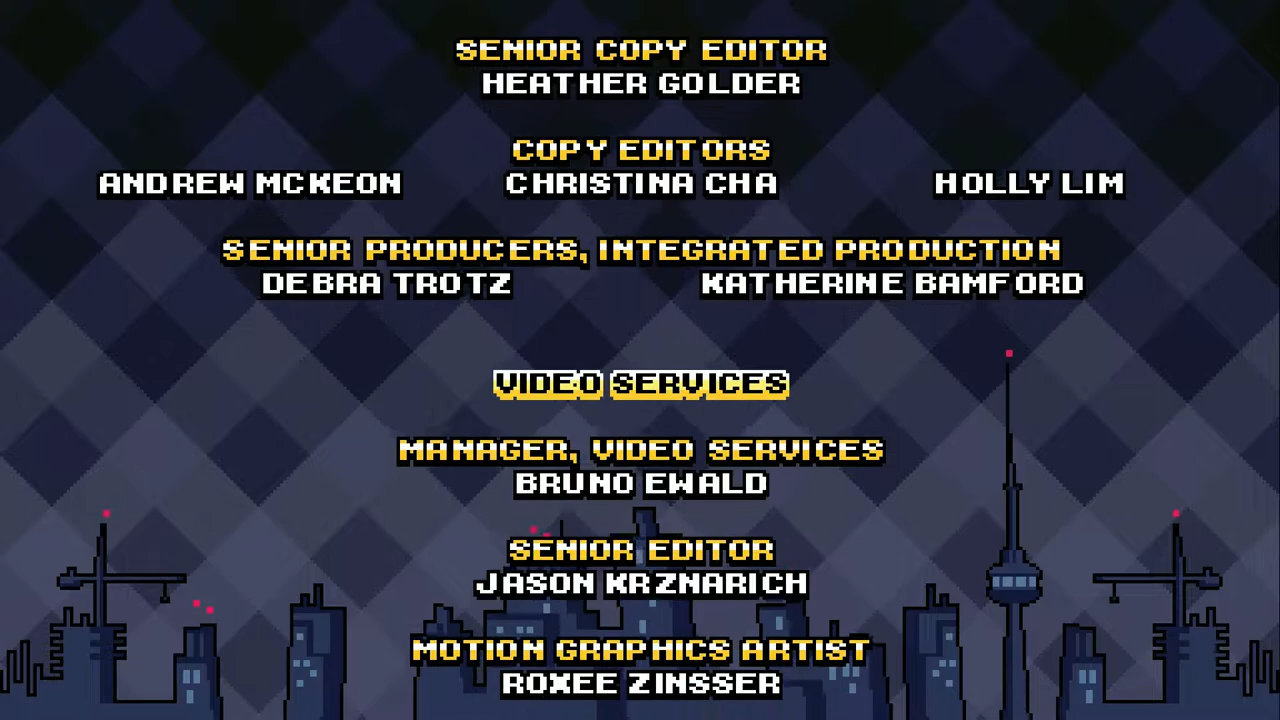 SENIOR COPY EDITOR
HEATHER GOLDER
COPY EDITORS
ANDREW MCKEON CHRISTINA CHA HOLLY LIM
SENIOR PRODUCERS, INTEGRATED PRODUCTION
DEBRA TROTZ KATHERINE BAMFORD
VIDEO SERVICES
MANAGER, VIDEO SERVICES
BRUNO EWALD
SENIOR EDITOR
JASON KRZNARICH
MOTION GRAPHICS ARTIST
ROXEE ZINSSER